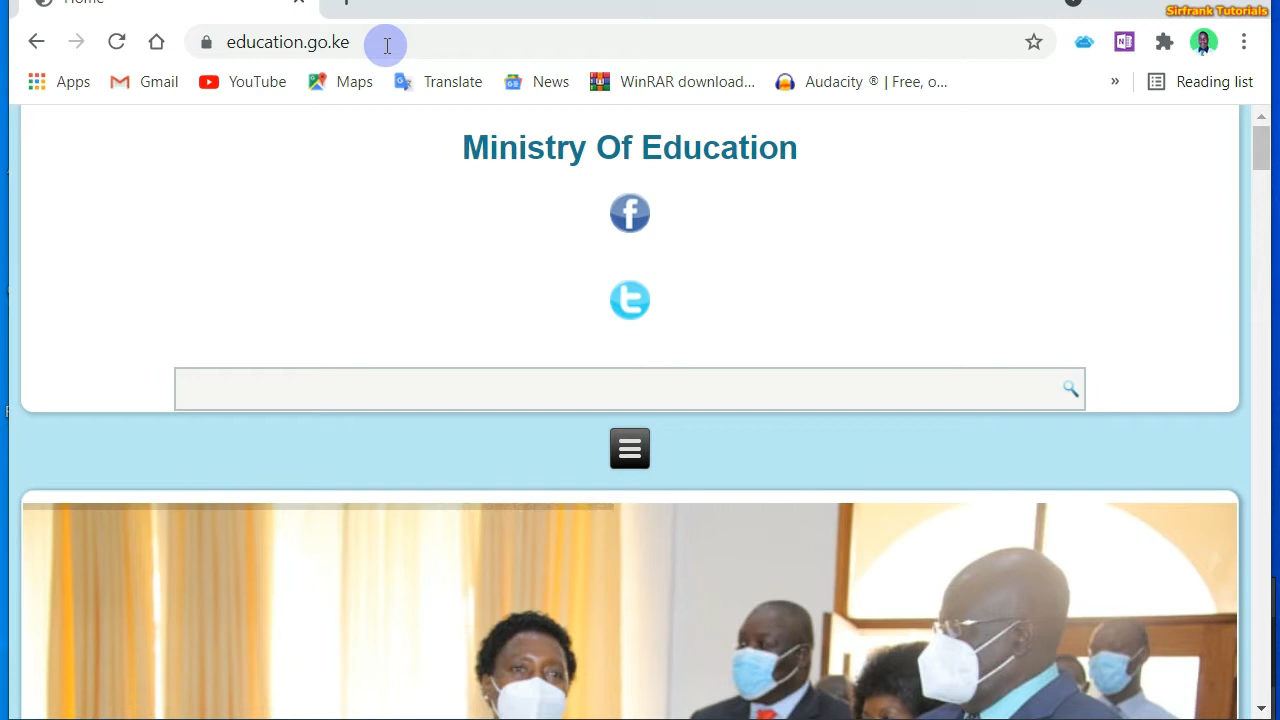 Home
Sirfrank Tutorials
education.go.ke
Apps
Gmail
YouTube
Maps
Translate
News
WinRAR download...
Audacity ® | Free, o...
»
Reading list
Ministry Of Education